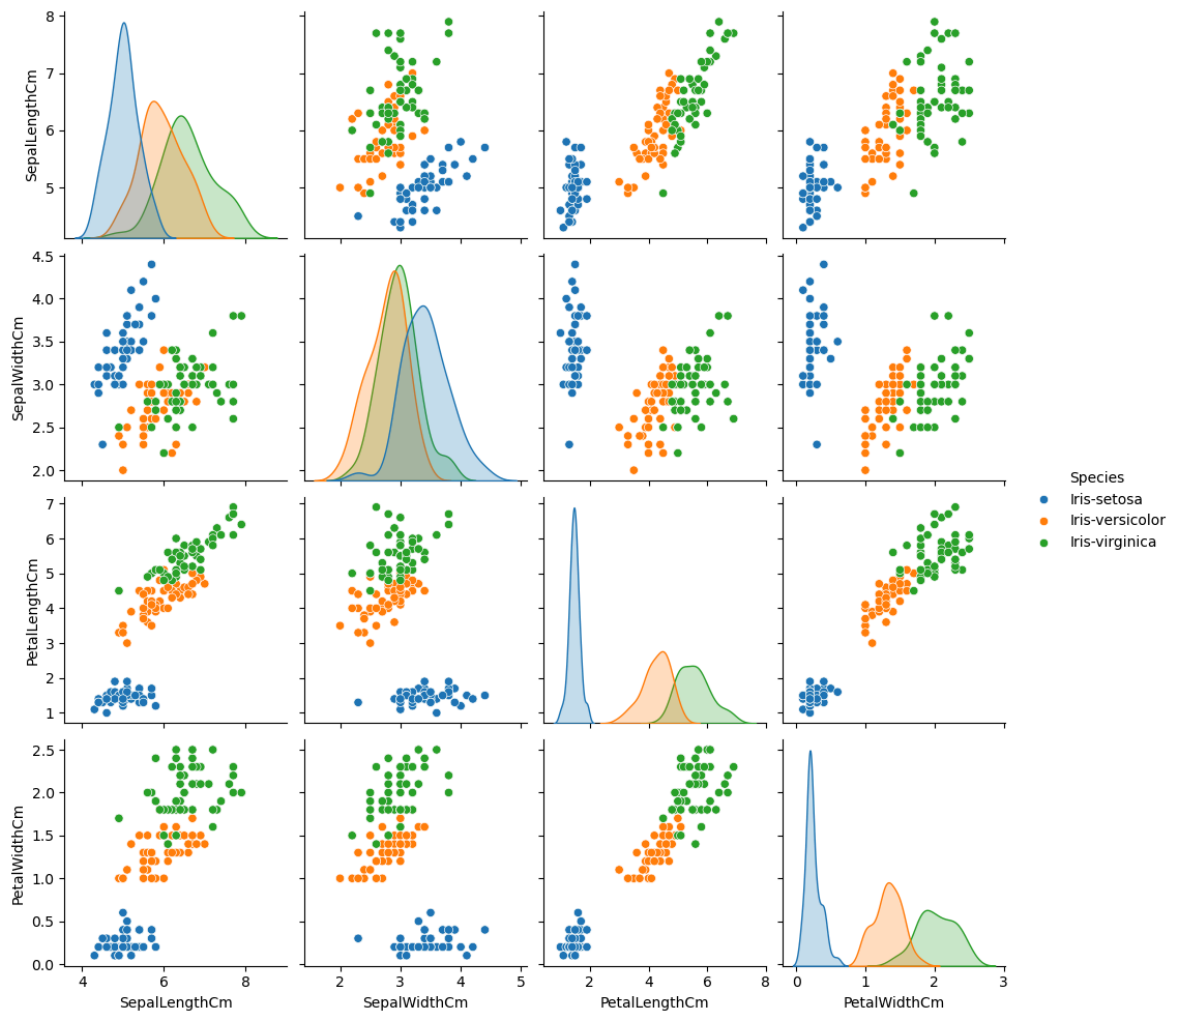 8
7
6
5
SepalLengthCm
4.5
4.0
3.5
3.0
2.5
2.0
SepalWidthCm
Species
Iris-setosa
Iris-versicolor
Iris-virginica
7
6
5
4
3
2
1
PetalLengthCm
2.5
2.0
1.5
1.0
0.5
0.0
PetalWidthCm
4 6 8
SepalLengthCm
2 3 4 5
SepalWidthCm
2 4 6 8
PetalLengthCm
0 1 2 3
PetalWidthCm